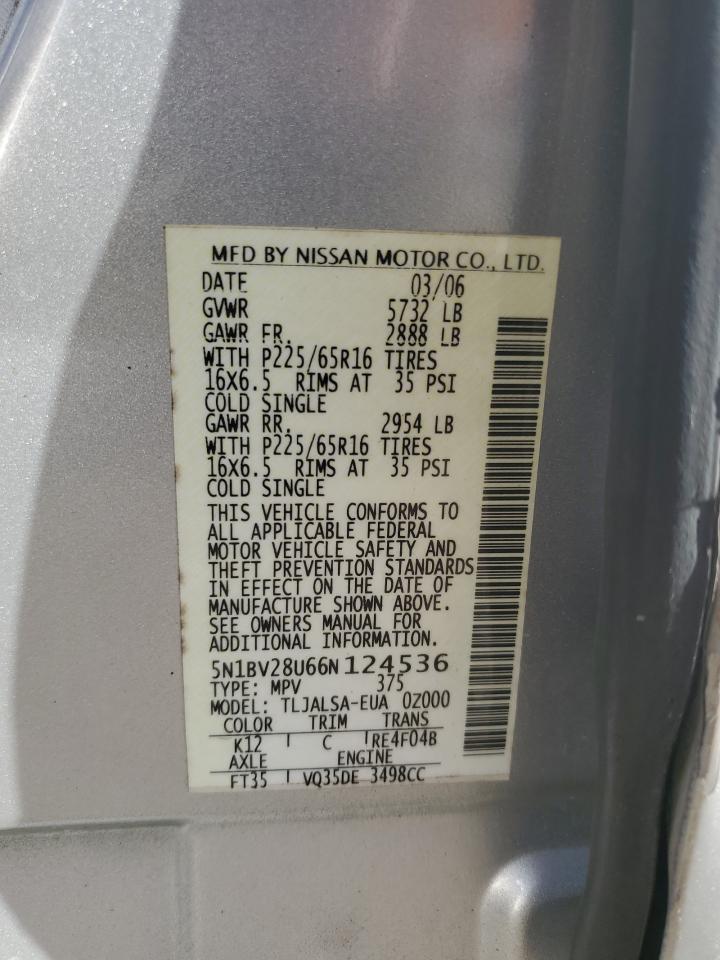 MFD BY NISSAN MOTOR CO., LTD.
DATE 03/06
GVWR 5732 LB
GAWR FR. 2888 LB
WITH P225/65R16 TIRES
16X6.5 RIMS AT 35 PSI
COLD SINGLE
GAWR RR. 2954 LB
WITH P225/65R16 TIRES
16X6.5 RIMS AT 35 PSI
COLD SINGLE
THIS VEHICLE CONFORMS TO
ALL APPLICABLE FEDERAL
MOTOR VEHICLE SAFETY AND
THEFT PREVENTION STANDARDS
IN EFFECT ON THE DATE OF
MANUFACTURE SHOWN ABOVE.
SEE OWNERS MANUAL FOR
ADDITIONAL INFORMATION.
5N1BV28U66N124536
TYPE: MPV 375
MODEL: TLJALSA-EUA 0Z000
COLOR TRIM TRANS
K12 C RE4F04B
AXLE ENGINE
FT35 VQ35DE 3498CC